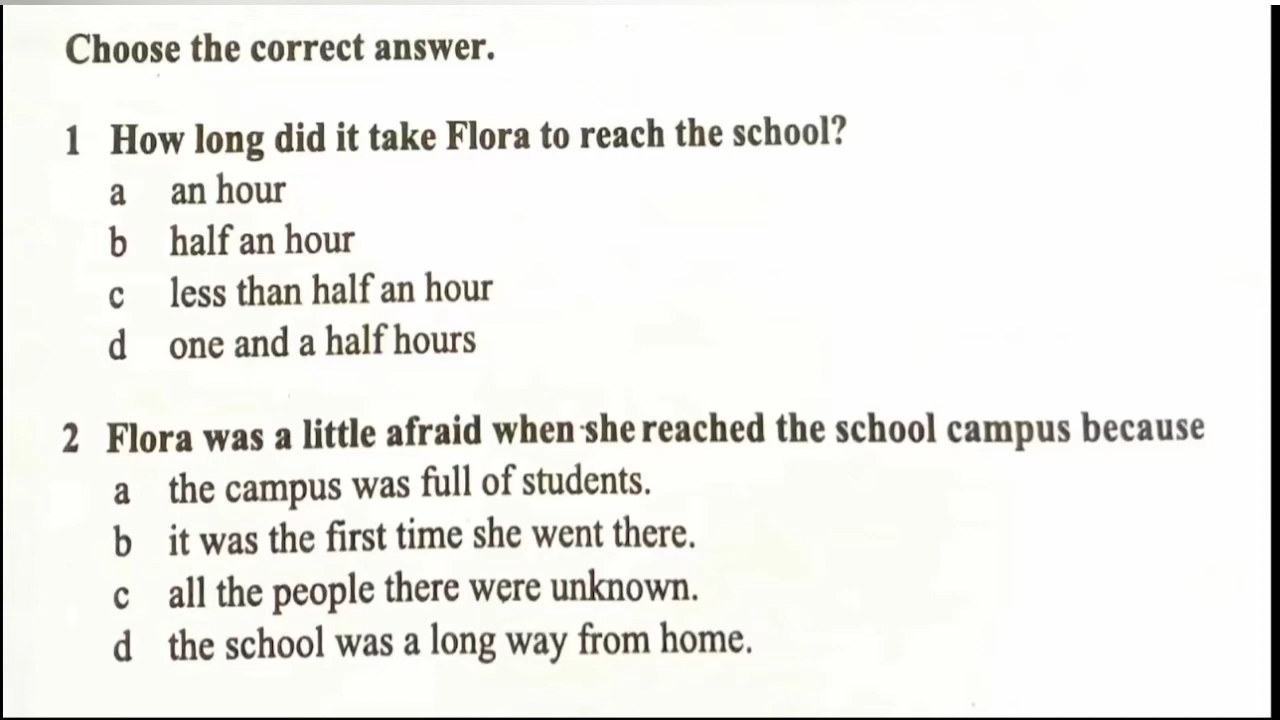 Choose the correct answer.
1 How long did it take Flora to reach the school?
a an hour
b half an hour
c less than half an hour
d one and a half hours
2 Flora was a little afraid when she reached the school campus because
a the campus was full of students.
b it was the first time she went there.
c all the people there were unknown.
d the school was a long way from home.